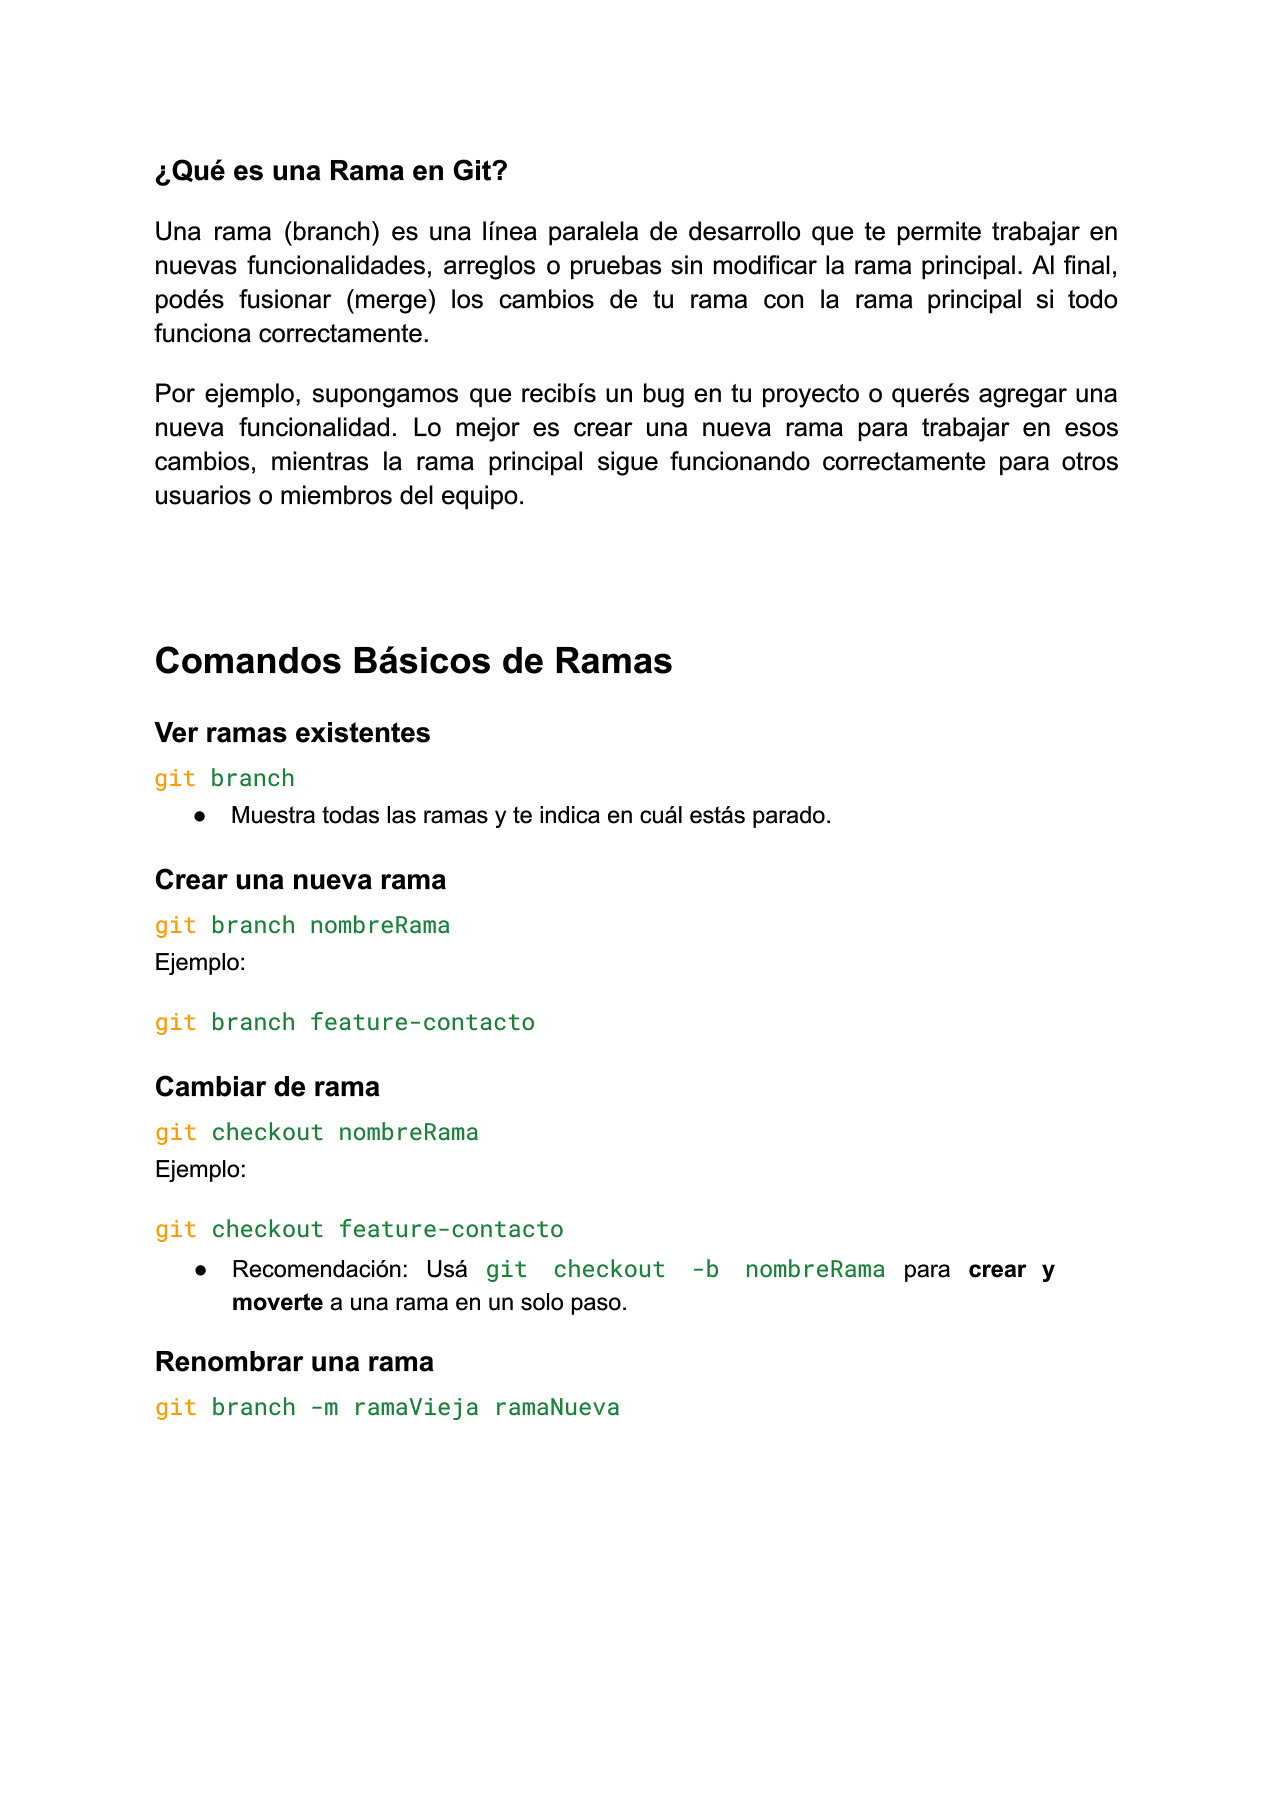 ¿Qué es una Rama en Git?
Una rama (branch) es una línea paralela de desarrollo que te permite trabajar en
nuevas funcionalidades, arreglos o pruebas sin modificar la rama principal. Al final,
podés fusionar (merge) los cambios de tu rama con la rama principal si todo
funciona correctamente.
Por ejemplo, supongamos que recibís un bug en tu proyecto o querés agregar una
nueva funcionalidad. Lo mejor es crear una nueva rama para trabajar en esos
cambios, mientras la rama principal sigue funcionando correctamente para otros
usuarios o miembros del equipo.
Comandos Básicos de Ramas
Ver ramas existentes
git branch
● Muestra todas las ramas y te indica en cuál estás parado.
Crear una nueva rama
git branch nombreRama
Ejemplo:
git branch feature-contacto
Cambiar de rama
git checkout nombreRama
Ejemplo:
git checkout feature-contacto
● Recomendación: Usá git checkout -b nombreRama para crear y
moverte a una rama en un solo paso.
Renombrar una rama
git branch -m ramaVieja ramaNueva